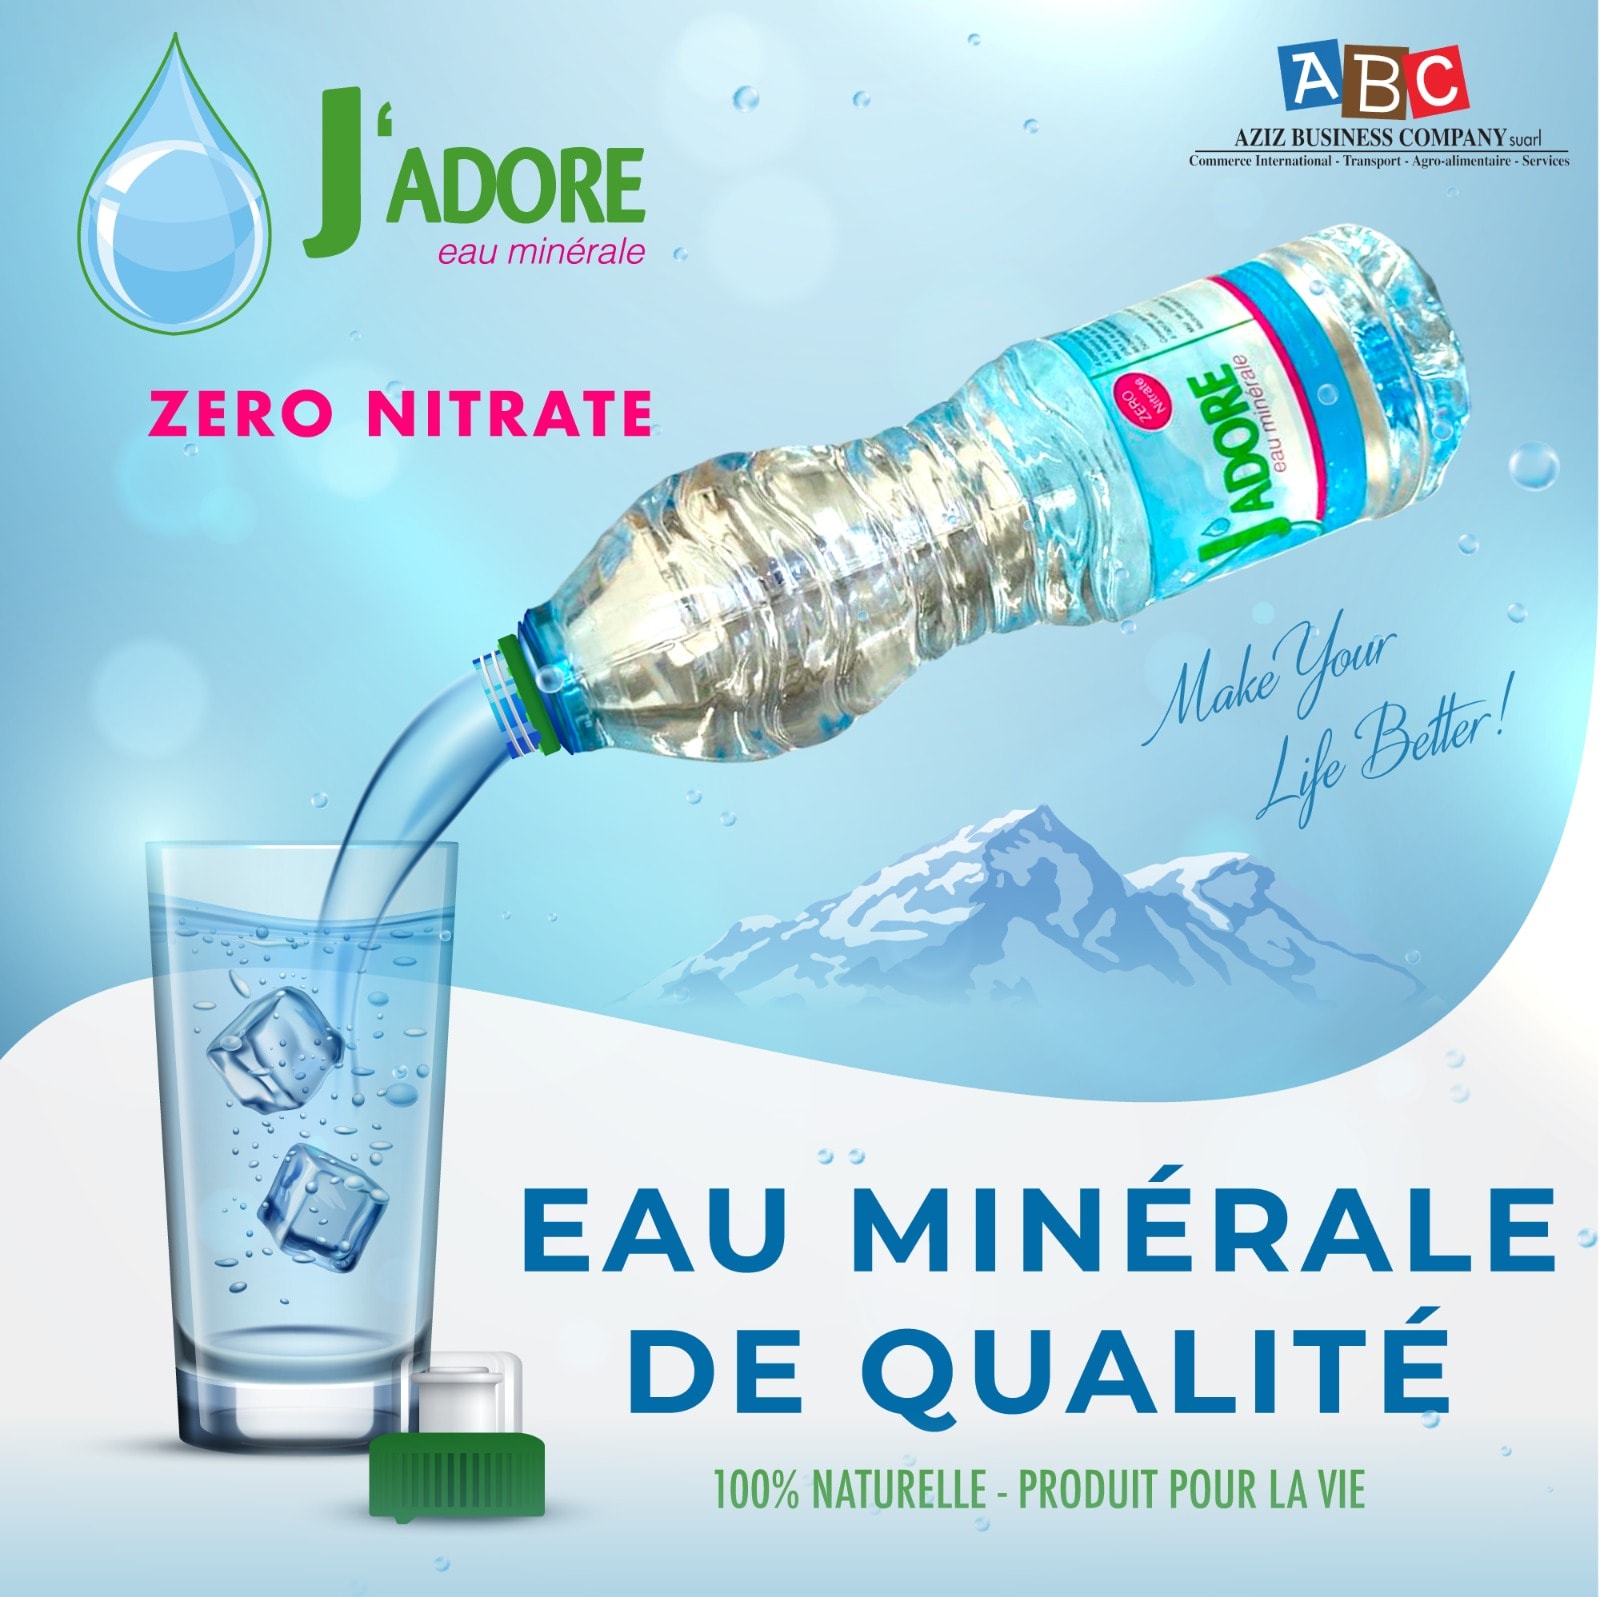 J'ADORE
eau minérale
ZERO NITRATE
ABC
AZIZ BUSINESS COMPANY suarl
Commerce International - Transport - Agro-alimentaire - Services
ZERO
Nitrate
J'ADORE
eau minérale
Make Your
Life Better!
EAU MINÉRALE
DE QUALITÉ
100% NATURELLE - PRODUIT POUR LA VIE